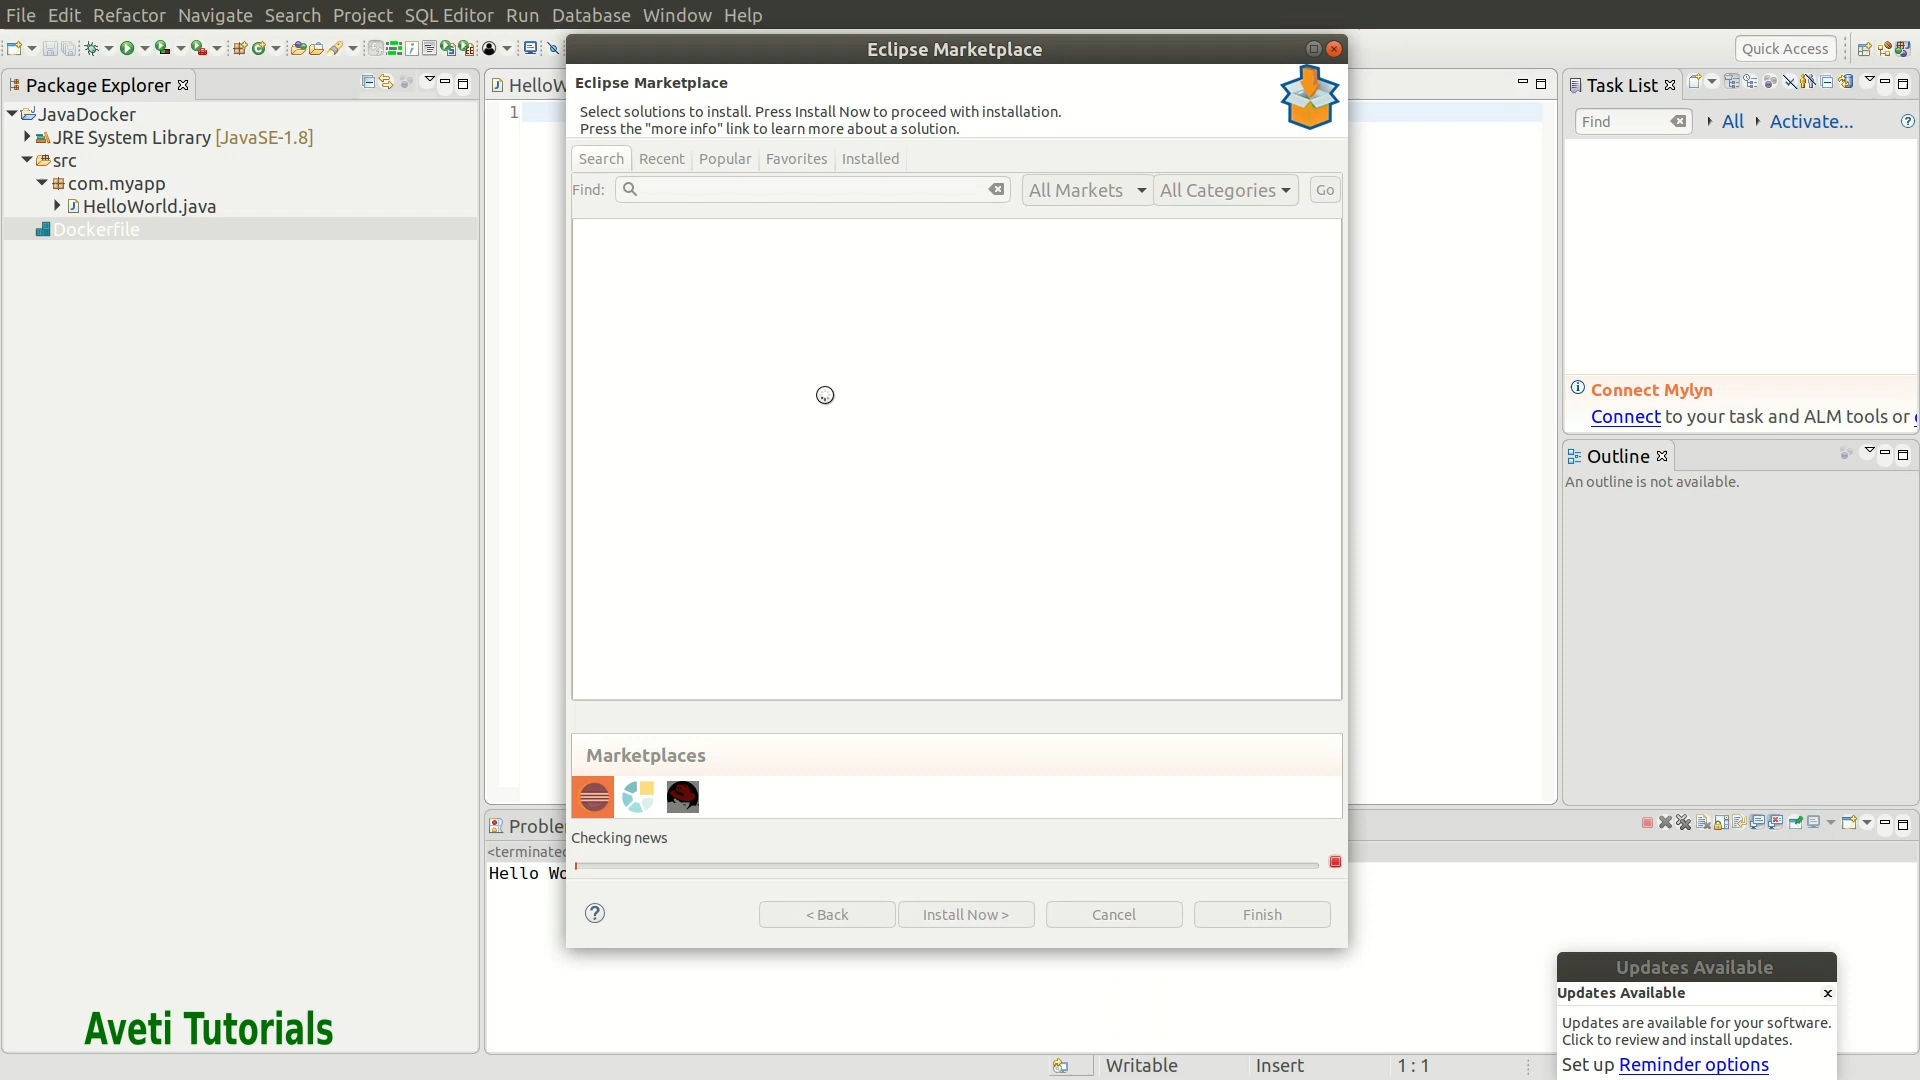 File Edit Refactor Navigate Search Project SQL Editor Run Database Window Help
Quick Access
Package Explorer
JavaDocker
JRE System Library [JavaSE-1.8]
src
com.myapp
HelloWorld.java
Dockerfile
HelloW
1
Eclipse Marketplace
Eclipse Marketplace
Select solutions to install. Press Install Now to proceed with installation.
Press the "more info" link to learn more about a solution.
Search Recent Popular Favorites Installed
Find: All Markets All Categories Go
Marketplaces
Checking news
< Back Install Now > Cancel Finish
Task List
Find All Activate...
Connect Mylyn
Connect to your task and ALM tools or
Outline
An outline is not available.
Proble
<terminated
Hello Wo
Aveti Tutorials
Writable Insert 1 : 1
Updates Available
Updates Available
Updates are available for your software.
Click to review and install updates.
Set up Reminder options